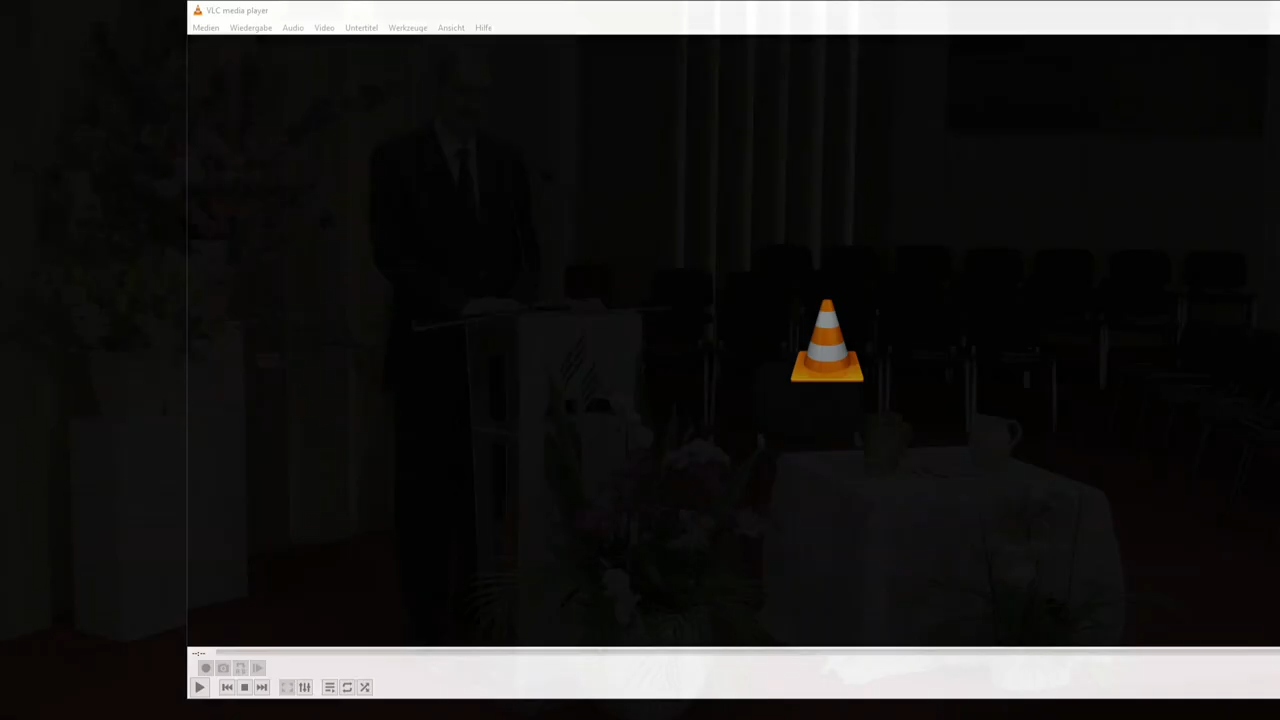 VLC media player
Medien Wiedergabe Audio Video Untertitel Werkzeuge Ansicht Hilfe
--:--